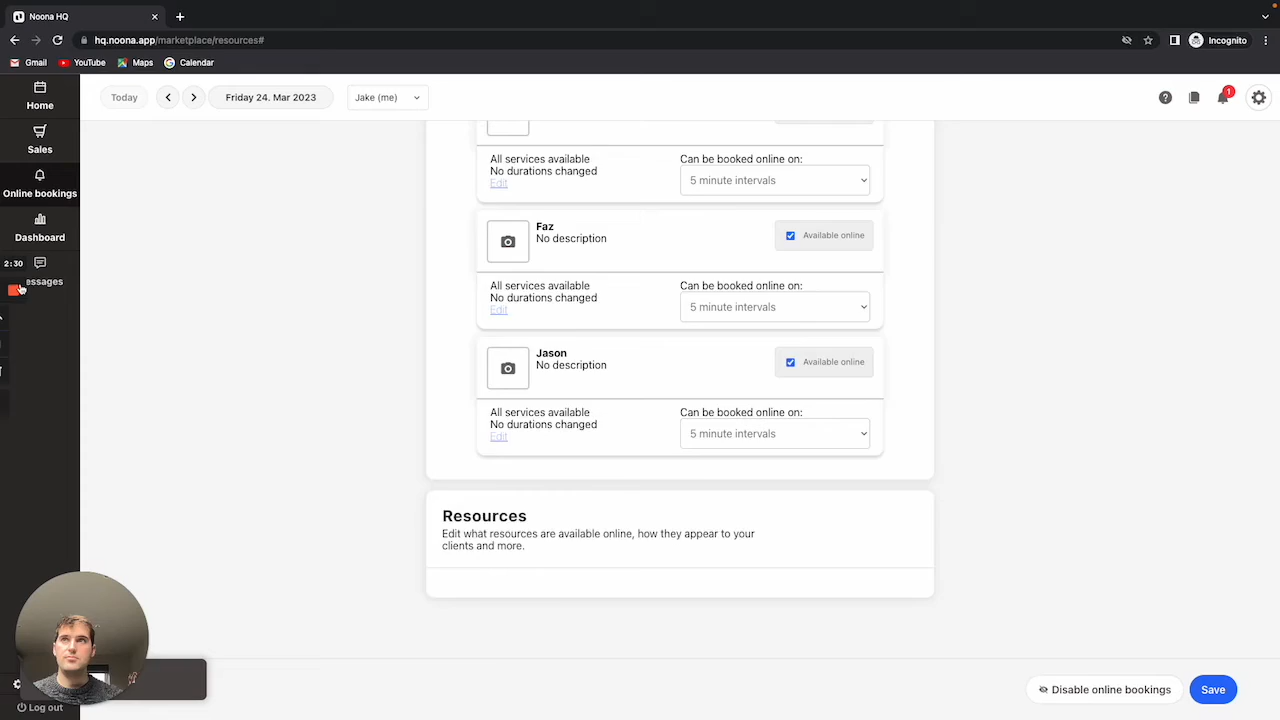 Noona HQ
hq.noona.app/marketplace/resources#
Incognito
Gmail
YouTube
Maps
Calendar
Home
Sales
Online bookings
Dashboard
2:30
essages
Log out
Today
Friday 24. Mar 2023
Jake (me)
1
All services available
No durations changed
Edit
Can be booked online on:
5 minute intervals
Faz
No description
Available online
All services available
No durations changed
Edit
Can be booked online on:
5 minute intervals
Jason
No description
Available online
All services available
No durations changed
Edit
Can be booked online on:
5 minute intervals
Resources
Edit what resources are available online, how they appear to your
clients and more.
Disable online bookings
Save